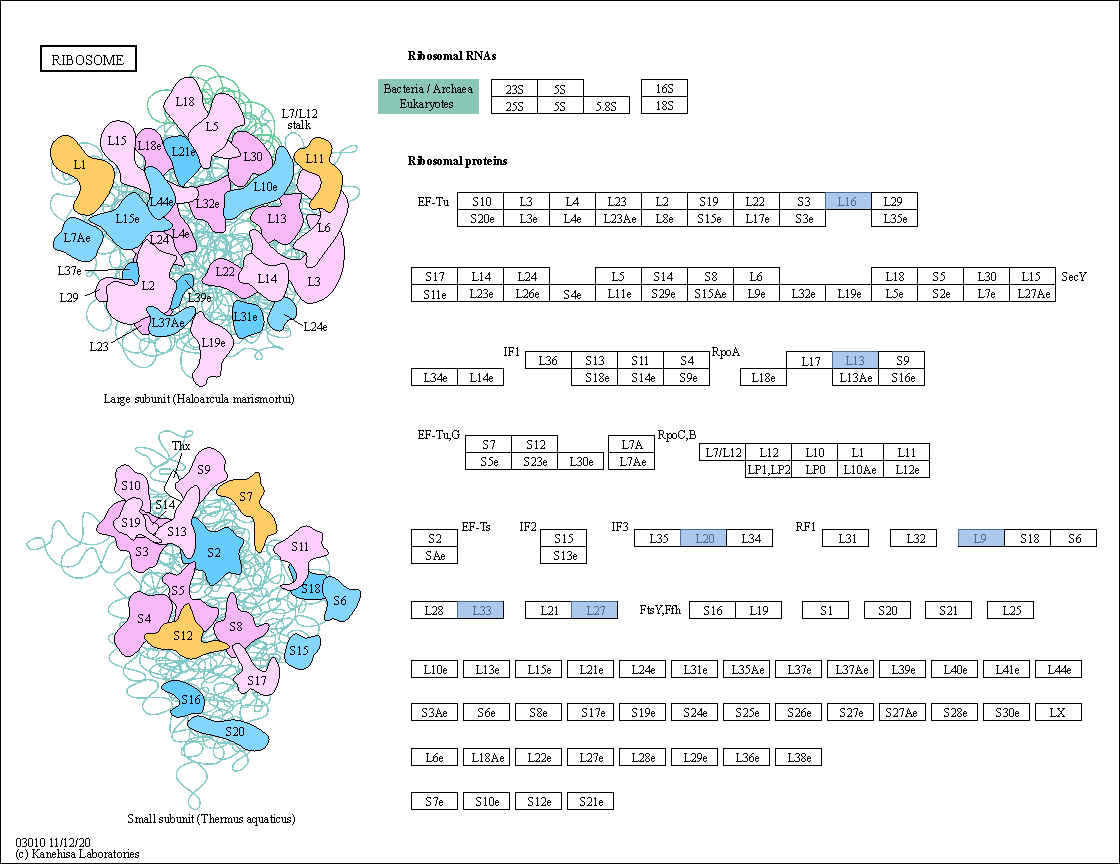 RIBOSOME
L18
L5
L7/L12
stalk
L15
L18e
L21e
L30
L11
L1
L10e
L44e
L32e
L15e
L13
L6
L7Ae
L24
L4e
L37e
L22
L14
L3
L2
L29
L39e
L37Ae
L31e
L24e
L23
L19e
Large subunit (Haloarcula marismortui)
Thx
S9
S10
S7
S14
S19
S13
S3
S2
S11
S5
S18
S6
S4
S12
S8
S15
S17
S16
S20
Small subunit (Thermus aquaticus)
03010 11/12/20
(c) Kanehisa Laboratories
Ribosomal RNAs
Bacteria / Archaea
Eukaryotes
23S 5S 16S
25S 5S 5.8S 18S
Ribosomal proteins
EF-Tu S10 L3 L4 L23 L2 S19 L22 S3 L16 L29
S20e L3e L4e L23Ae L8e S15e L17e S3e L35e
S17 L14 L24 L5 S14 S8 L6 L18 S5 L30 L15 SecY
S11e L23e L26e S4e L11e S29e S15Ae L9e L32e L19e L5e S2e L7e L27Ae
IF1 L36 S13 S11 S4 RpoA L17 L13 S9
L34e L14e S18e S14e S9e L18e L13Ae S16e
EF-Tu,G S7 S12 L7A RpoC,B L7/L12 L12 L10 L1 L11
S5e S23e L30e L7Ae LP1,LP2 LP0 L10Ae L12e
S2 EF-Ts IF2 S15 IF3 L35 L20 L34 RF1 L31 L32 L9 S18 S6
SAe S13e
L28 L33 L21 L27 FtsY,Ffh S16 L19 S1 S20 S21 L25
L10e L13e L15e L21e L24e L31e L35Ae L37e L37Ae L39e L40e L41e L44e
S3Ae S6e S8e S17e S19e S24e S25e S26e S27e S27Ae S28e S30e LX
L6e L18Ae L22e L27e L28e L29e L36e L38e
S7e S10e S12e S21e